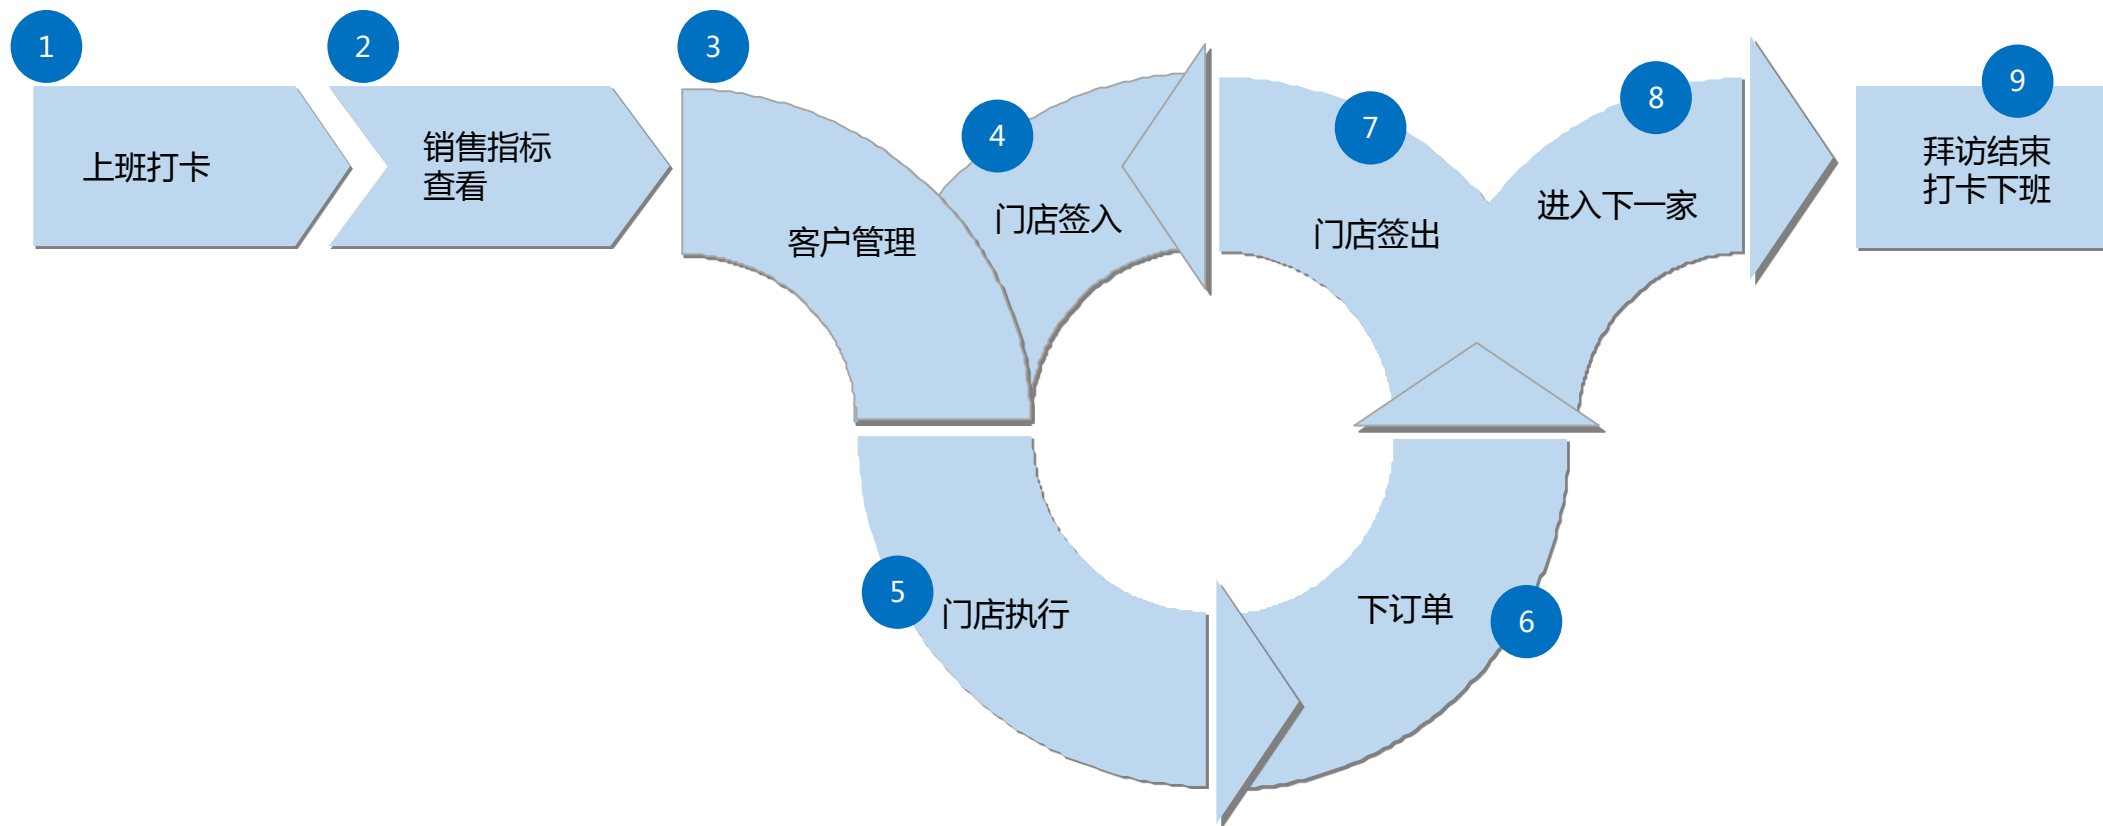 1
上班打卡
2
销售指标
查看
3
客户管理
4
门店签入
5
门店执行
6
下订单
7
门店签出
8
进入下一家
9
拜访结束
打卡下班